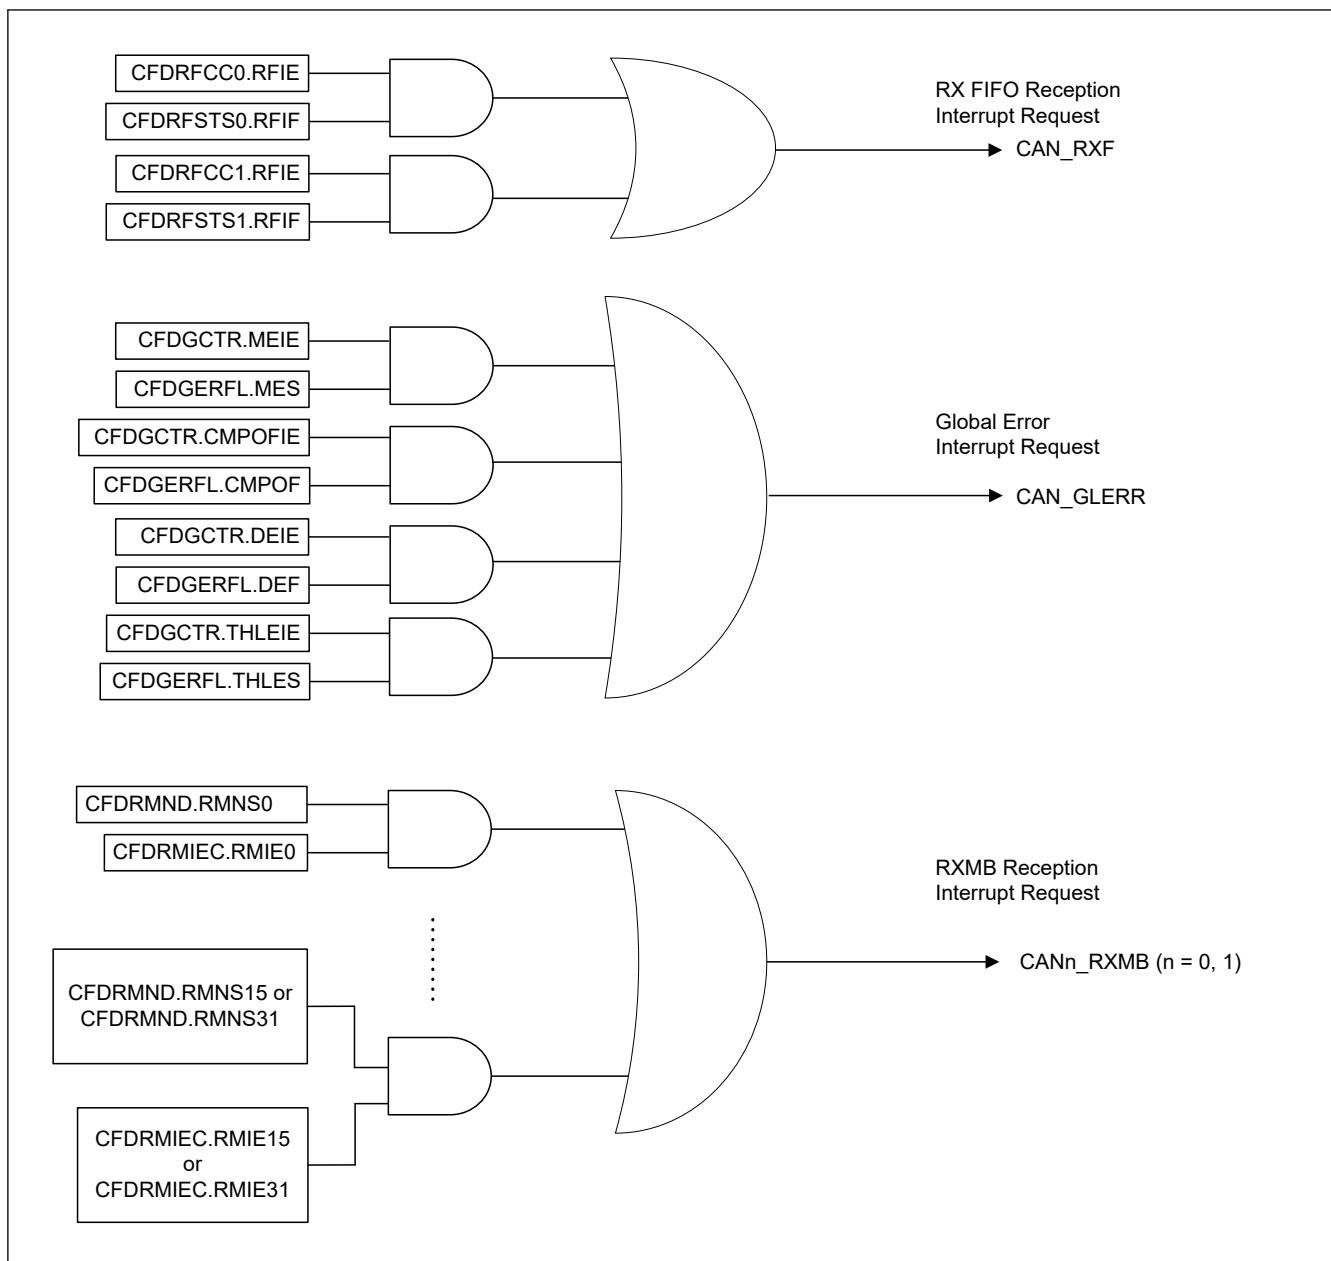 CFDRFCC0.RFIE
CFDRFSTS0.RFIF
CFDRFCC1.RFIE
CFDRFSTS1.RFIF
RX FIFO Reception
Interrupt Request
CAN_RXF
CFDGCTR.MEIE
CFDGERFL.MES
CFDGCTR.CMPOFIE
CFDGERFL.CMPOF
CFDGCTR.DEIE
CFDGERFL.DEF
CFDGCTR.THLEIE
CFDGERFL.THLES
Global Error
Interrupt Request
CAN_GLERR
CFDRMND.RMNS0
CFDRMIEC.RMIE0
CFDRMND.RMNS15 or
CFDRMND.RMNS31
CFDRMIEC.RMIE15
or
CFDRMIEC.RMIE31
RXMB Reception
Interrupt Request
CANn_RXMB (n = 0, 1)